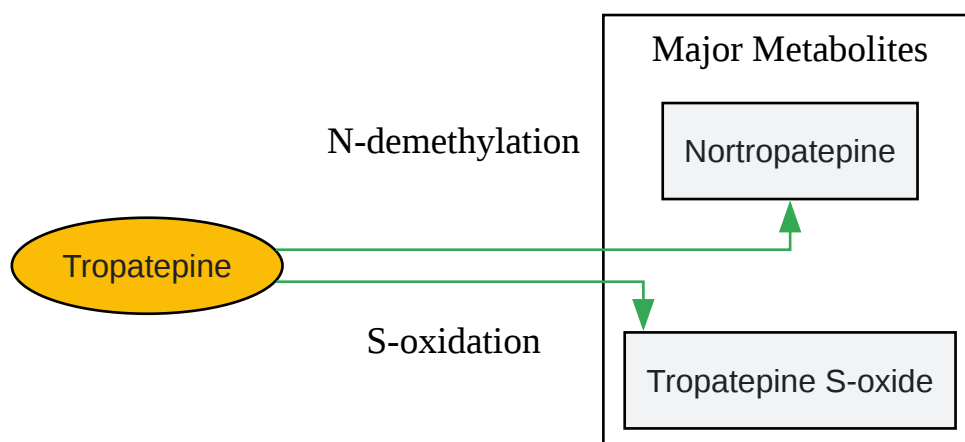 Major Metabolites
N-demethylation
Nortropatepine
Tropatepine
S-oxidation
Tropatepine S-oxide